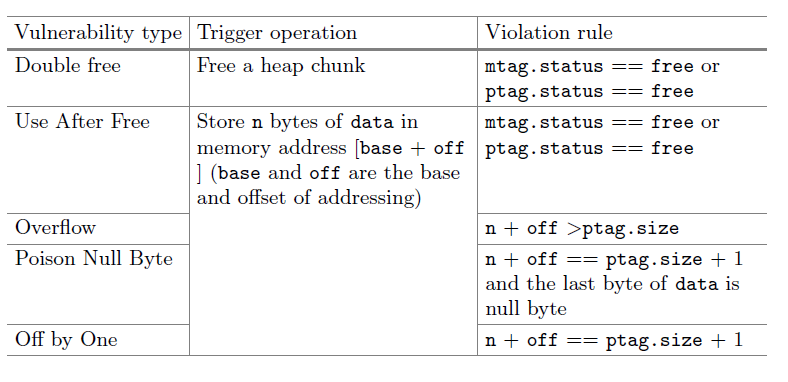 Vulnerability type Trigger operation Violation rule
Double free Free a heap chunk mtag.status == free or
ptag.status == free
Use After Free Store n bytes of data in mtag.status == free or
memory address [base + off ptag.status == free
] (base and off are the base
and offset of addressing)
Overflow n + off >ptag.size
Poison Null Byte n + off == ptag.size + 1
and the last byte of data is
null byte
Off by One n + off == ptag.size + 1